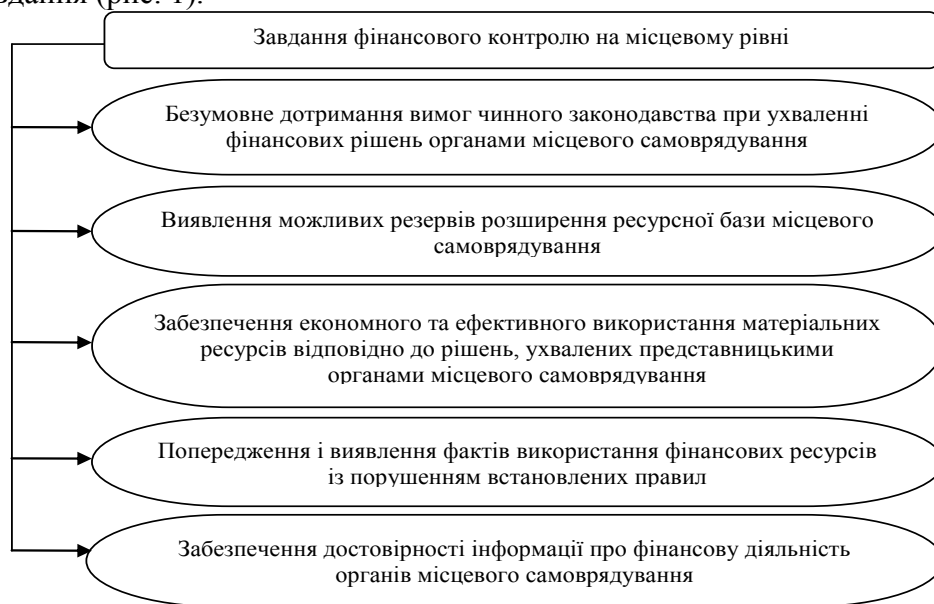 вдання (рис. 1).
Завдання фінансового контролю на місцевому рівні
Безумовне дотримання вимог чинного законодавства при ухваленні
фінансових рішень органами місцевого самоврядування
Виявлення можливих резервів розширення ресурсної бази місцевого
самоврядування
Забезпечення економного та ефективного використання матеріальних
ресурсів відповідно до рішень, ухвалених представницькими
органами місцевого самоврядування
Попередження і виявлення фактів використання фінансових ресурсів
із порушенням встановлених правил
Забезпечення достовірності інформації про фінансову діяльність
органів місцевого самоврядування